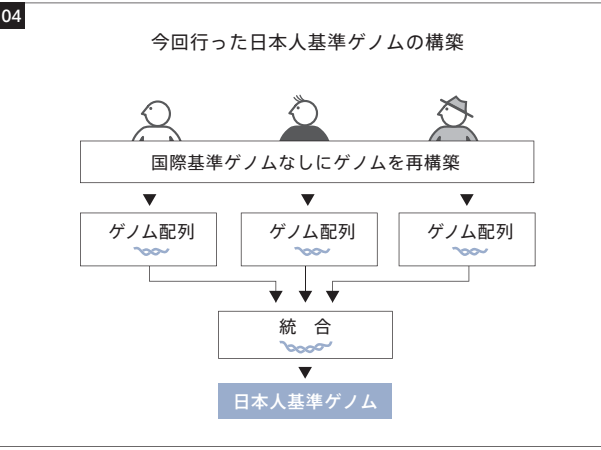 04
今回行った日本人基準ゲノムの構築
国際基準ゲノムなしにゲノムを再構築
ゲノム配列
ゲノム配列
ゲノム配列
統 合
日本人基準ゲノム